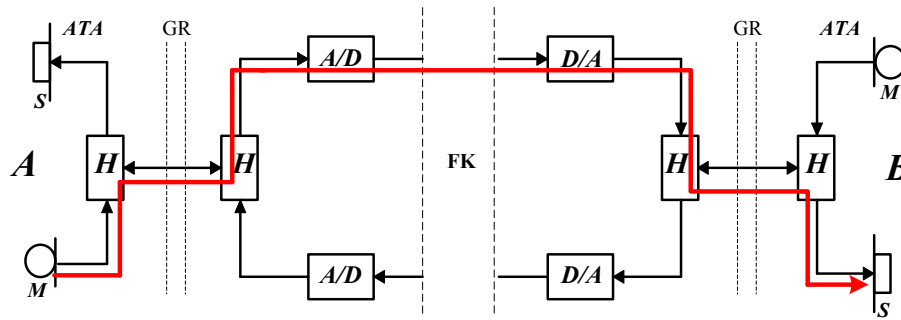 ATA GR GR ATA
A/D D/A
S M
A H H FK H H B
M A/D D/A S